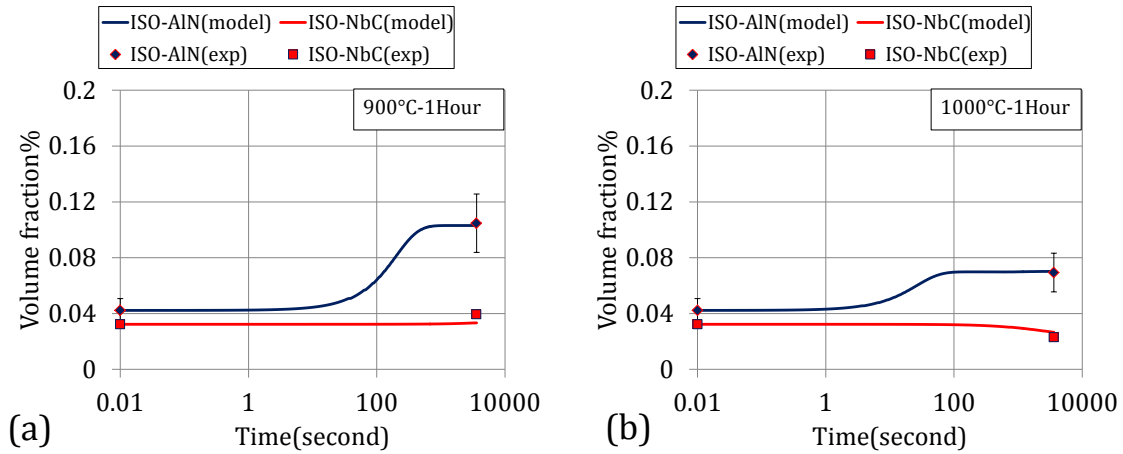 ISO-AlN(model) ISO-NbC(model)
ISO-AlN(exp) ISO-NbC(exp)
0.2
0.16
0.12
0.08
0.04
0
Volume fraction%
900°C-1Hour
0.01 1 100 10000
Time(second)
(a)
ISO-AlN(model) ISO-NbC(model)
ISO-AlN(exp) ISO-NbC(exp)
0.2
0.16
0.12
0.08
0.04
0
Volume fraction%
1000°C-1Hour
0.01 1 100 10000
Time(second)
(b)